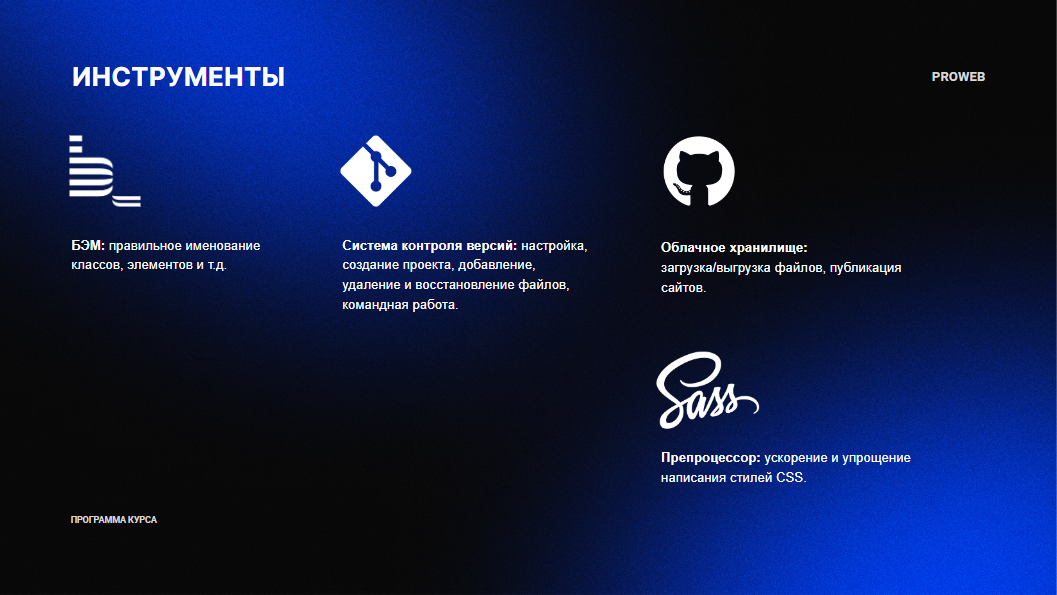 ИНСТРУМЕНТЫ
PROWEB
БЭМ: правильное именование
классов, элементов и т.д.
Система контроля версий: настройка,
создание проекта, добавление,
удаление и восстановление файлов,
командная работа.
Облачное хранилище:
загрузка/выгрузка файлов, публикация
сайтов.
Sass
Препроцессор: ускорение и упрощение
написания стилей CSS.
ПРОГРАММА КУРСА